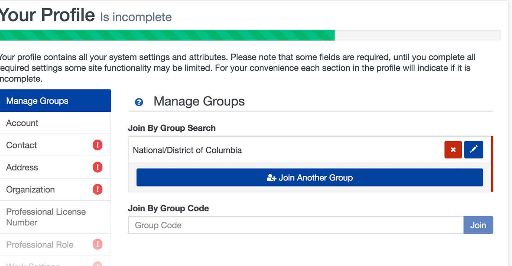 Your Profile Is incomplete
Your profile contains all your system settings and attributes. Please note that some fields are required, until you complete all
required settings some site functionality may be limited. For your convenience each section in the profile will indicate if it is
incomplete.
Manage Groups
Account
Contact !
Address !
Organization !
Professional License
Number
Professional Role !
? Manage Groups
Join By Group Search
National/District of Columbia
Join Another Group
Join By Group Code
Group Code
Join